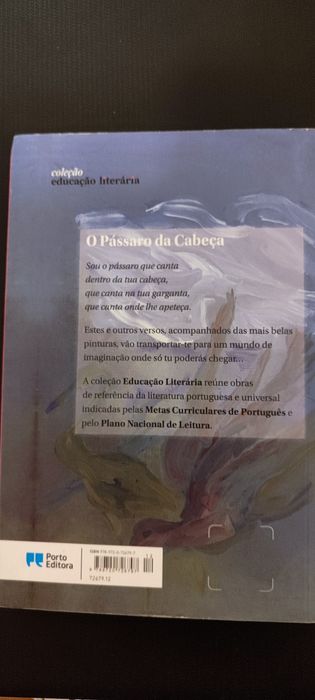 coleção
educação literária
O Pássaro da Cabeça
Sou o pássaro que canta
dentro da tua cabeça,
que canta na tua garganta,
que canta onde lhe apeteça.
Estes e outros versos, acompanhados das mais belas
pinturas, vão transportar-te para um mundo de
imaginação onde só tu poderás chegar...
A coleção Educação Literária reúne obras
de referência da literatura portuguesa e universal
indicadas pelas Metas Curriculares de Português e
pelo Plano Nacional de Leitura.
Porto
Editora
ISBN
72679.12